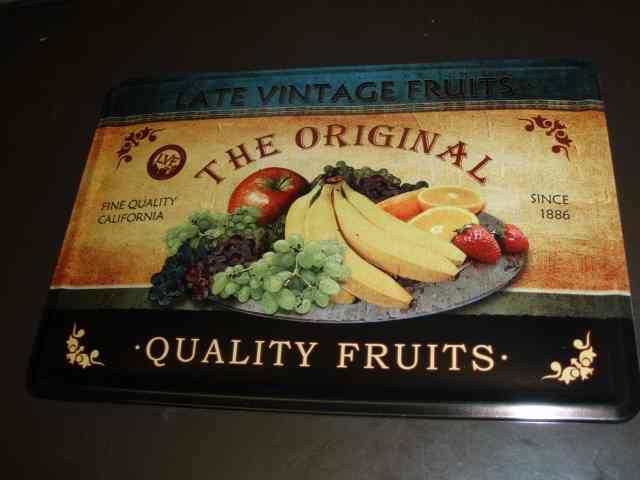 · LATE VINTAGE FRUITS ·
THE ORIGINAL
LVF
FINE QUALITY
CALIFORNIA
SINCE
1886
· QUALITY FRUITS ·